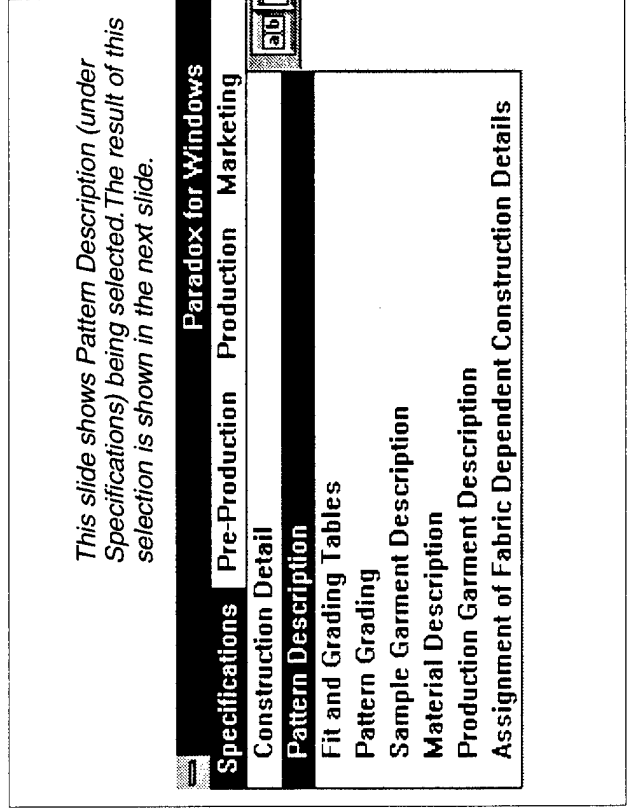 This slide shows Pattern Description (under
Specifications) being selected.The result of this
selection is shown in the next slide.
Paradox for Windows
Specifications Pre-Production Production Marketing
Construction Detail
ab
Pattern Description
Fit and Grading Tables
Pattern Grading
Sample Garment Description
Material Description
Production Garment Description
Assignment of Fabric Dependent Construction Details